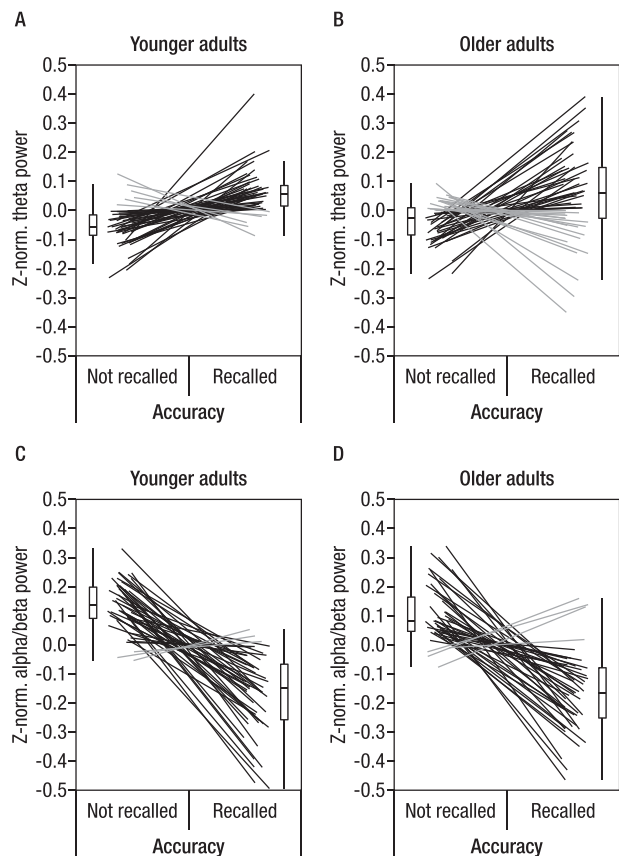 A
Younger adults
0.5
0.4
0.3
0.2
0.1
0.0
-0.1
-0.2
-0.3
-0.4
-0.5
Z-norm. theta power
Not recalled
Recalled
Accuracy
B
Older adults
0.5
0.4
0.3
0.2
0.1
0.0
-0.1
-0.2
-0.3
-0.4
-0.5
Z-norm. theta power
Not recalled
Recalled
Accuracy
C
Younger adults
0.5
0.4
0.3
0.2
0.1
0.0
-0.1
-0.2
-0.3
-0.4
-0.5
Z-norm. alpha/beta power
Not recalled
Recalled
Accuracy
D
Older adults
0.5
0.4
0.3
0.2
0.1
0.0
-0.1
-0.2
-0.3
-0.4
-0.5
Z-norm. alpha/beta power
Not recalled
Recalled
Accuracy